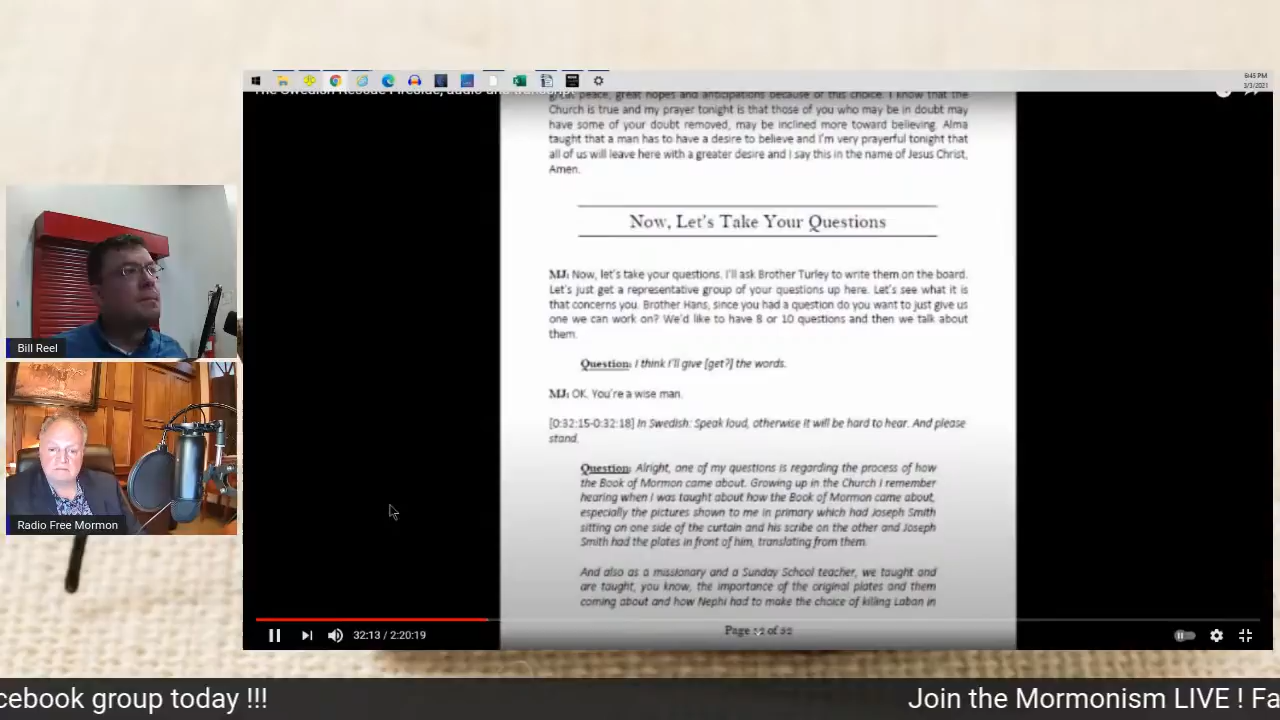 6:45 PM
3/3/2021
The Swedish Rescue Fireside, audio and transcript
great peace, great hopes and anticipations because of this choice. I know that the
Church is true and my prayer tonight is that those of you who may be in doubt may
have some of your doubt removed, may be inclined more toward believing. Alma
taught that a man has to have a desire to believe and I'm very prayerful tonight that
all of us will leave here with a greater desire and I say this in the name of Jesus Christ,
Amen.
Now, Let's Take Your Questions
MJ: Now, let's take your questions. I'll ask Brother Turley to write them on the board.
Let's just get a representative group of your questions up here. Let's see what it is
that concerns you. Brother Hans, since you had a question do you want to just give us
one we can work on? We'd like to have 8 or 10 questions and then we talk about
them.
Question: I think I'll give [get?] the words.
MJ: OK. You're a wise man.
[0:32:15-0:32:18] In Swedish: Speak loud, otherwise it will be hard to hear. And please
stand.
Question: Alright, one of my questions is regarding the process of how
the Book of Mormon came about. Growing up in the Church I remember
hearing when I was taught about how the Book of Mormon came about,
especially the pictures shown to me in primary which had Joseph Smith
sitting on one side of the curtain and his scribe on the other and Joseph
Smith had the plates in front of him, translating from them.
And also as a missionary and a Sunday School teacher, we taught and
are taught, you know, the importance of the original plates and them
coming about and how Nephi had to make the choice of killing Laban in
Page of 52
32:13 / 2:20:19
Bill Reel
Radio Free Mormon
cebook group today !!!
Join the Mormonism LIVE ! Fa